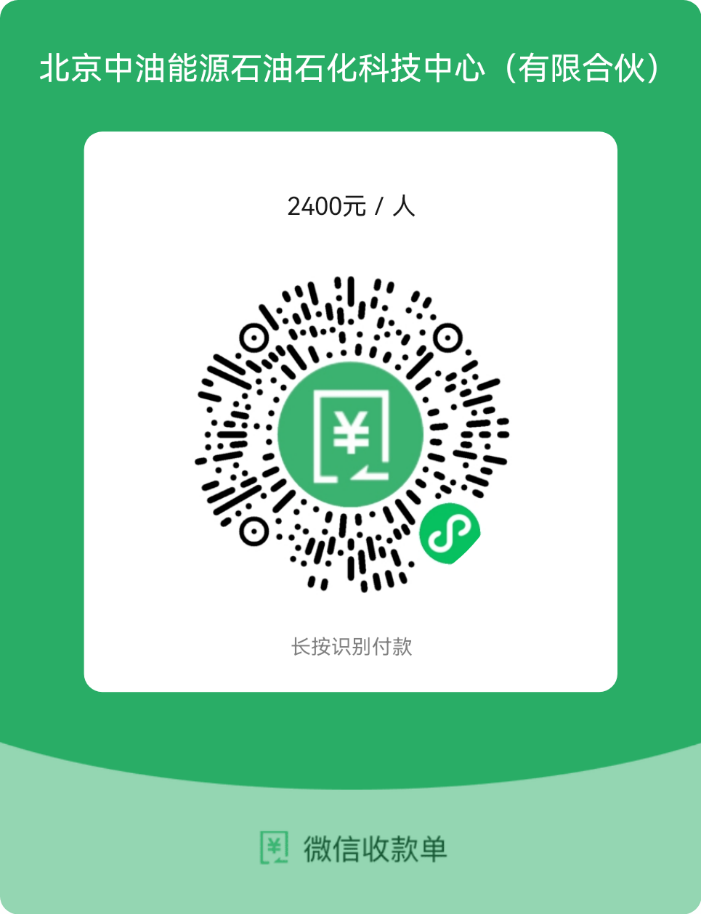 北京中油能源石油石化科技中心（有限合伙）
2400元 / 人
¥
长按识别付款
¥
微信收款单